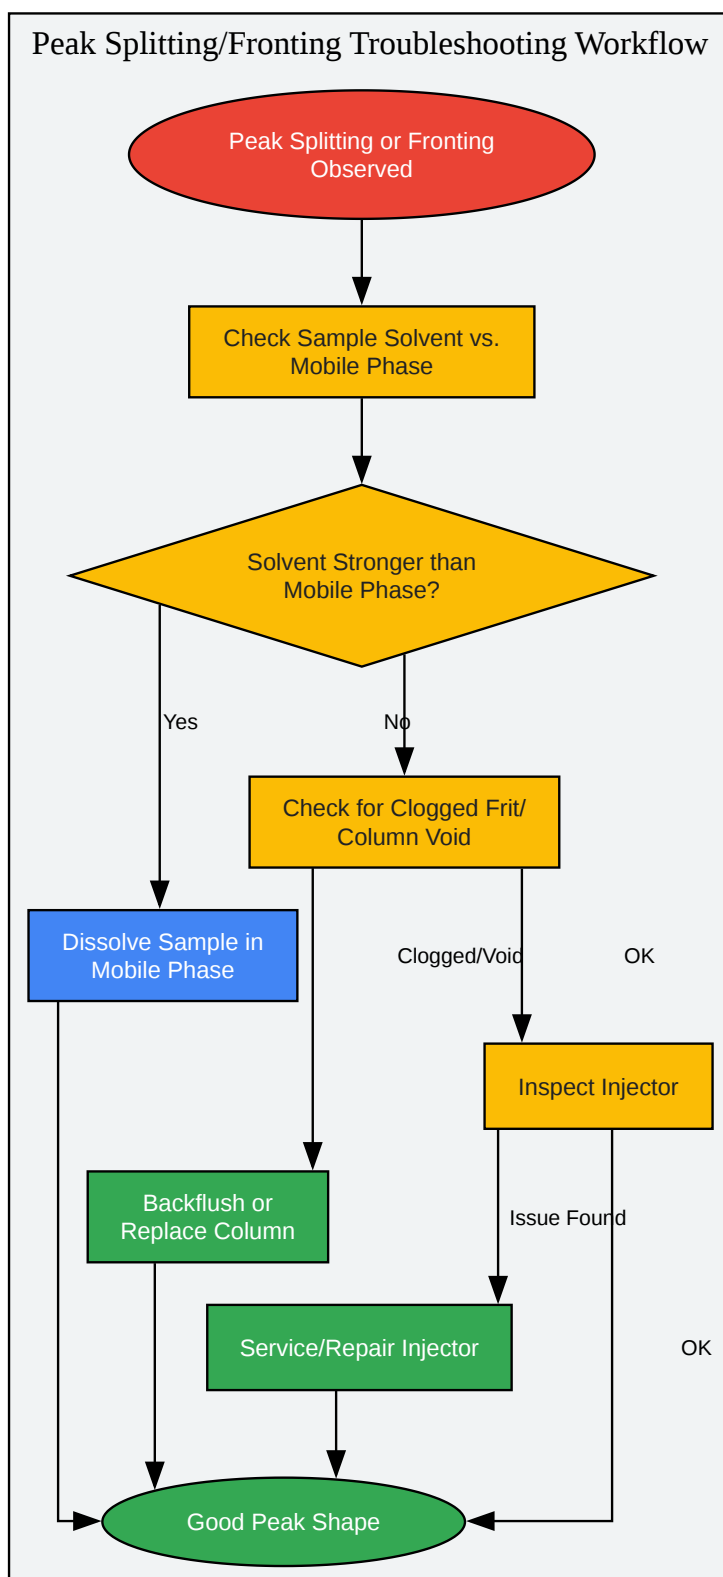 Peak Splitting/Fronting Troubleshooting Workflow
Peak Splitting or Fronting
Observed
Check Sample Solvent vs.
Mobile Phase
Solvent Stronger than
Mobile Phase?
Yes
No
Check for Clogged Frit/
Column Void
Dissolve Sample in
Mobile Phase
Clogged/Void
OK
Inspect Injector
Backflush or
Replace Column
Issue Found
Service/Repair Injector
OK
Good Peak Shape